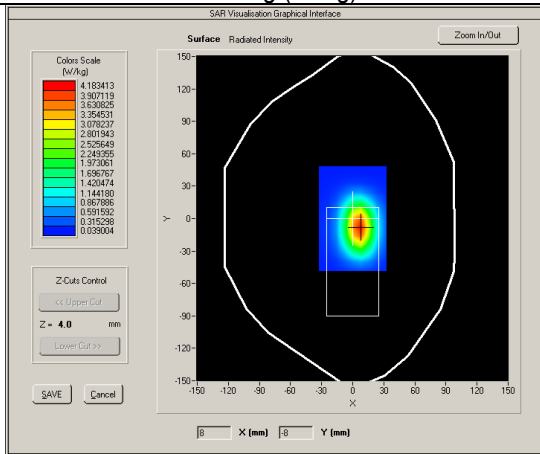 SAR Visualisation Graphical Interface
Surface Radiated Intensity
Zoom In/Out
Colors Scale
(W/kg)
4.183413
3.907119
3.630825
3.354531
3.078237
2.801943
2.525649
2.249355
1.973061
1.696767
1.420474
1.144180
0.867886
0.591592
0.315298
0.039004
Z-Cuts Control
<< Upper Cut
Z = 4.0 mm
Lower Cut >>
SAVE Cancel
Y
150
120
90
60
30
0
-30
-60
-90
-120
-150
-150 -120 -90 -60 -30 0 30 60 90 120 150
X
8 X (mm) -8 Y (mm)